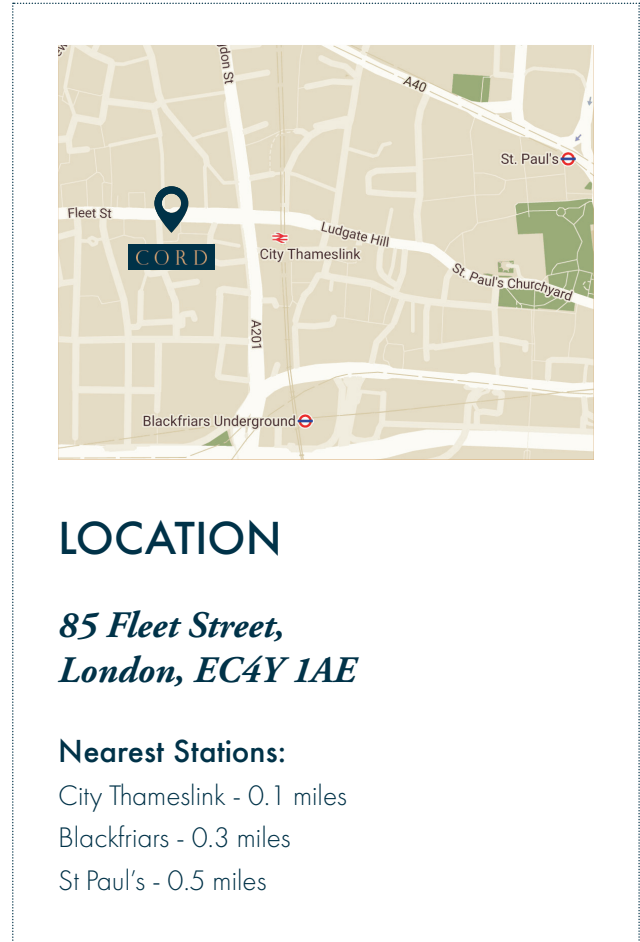 gdon St
A40
St. Paul's
Fleet St
CORD
Ludgate Hill
City Thameslink
St. Paul's Churchyard
A201
Blackfriars Underground
LOCATION
85 Fleet Street,
London, EC4Y 1AE
Nearest Stations:
City Thameslink - 0.1 miles
Blackfriars - 0.3 miles
St Paul’s - 0.5 miles